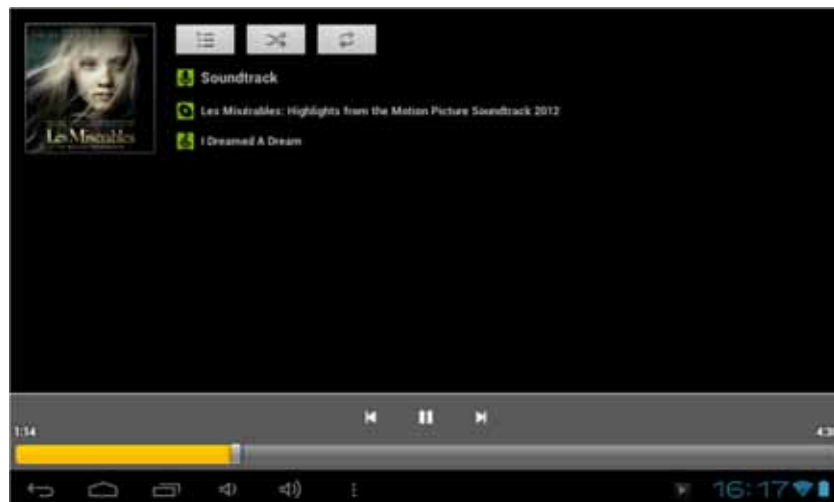 Les Misérables
Soundtrack
Les Misérables: Highlights from the Motion Picture Soundtrack 2012
I Dreamed A Dream
1:14
16:17